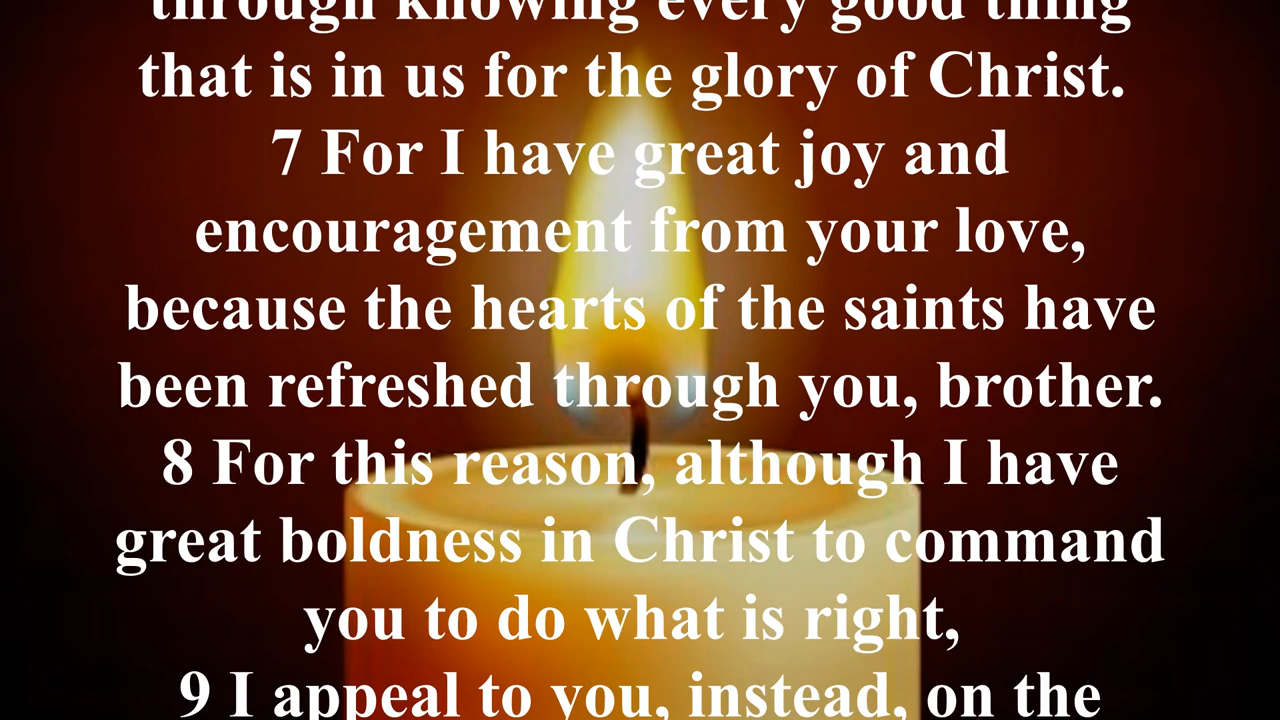 through knowing every good thing
that is in us for the glory of Christ.
7 For I have great joy and
encouragement from your love,
because the hearts of the saints have
been refreshed through you, brother.
8 For this reason, although I have
great boldness in Christ to command
you to do what is right,
9 I appeal to you, instead, on the